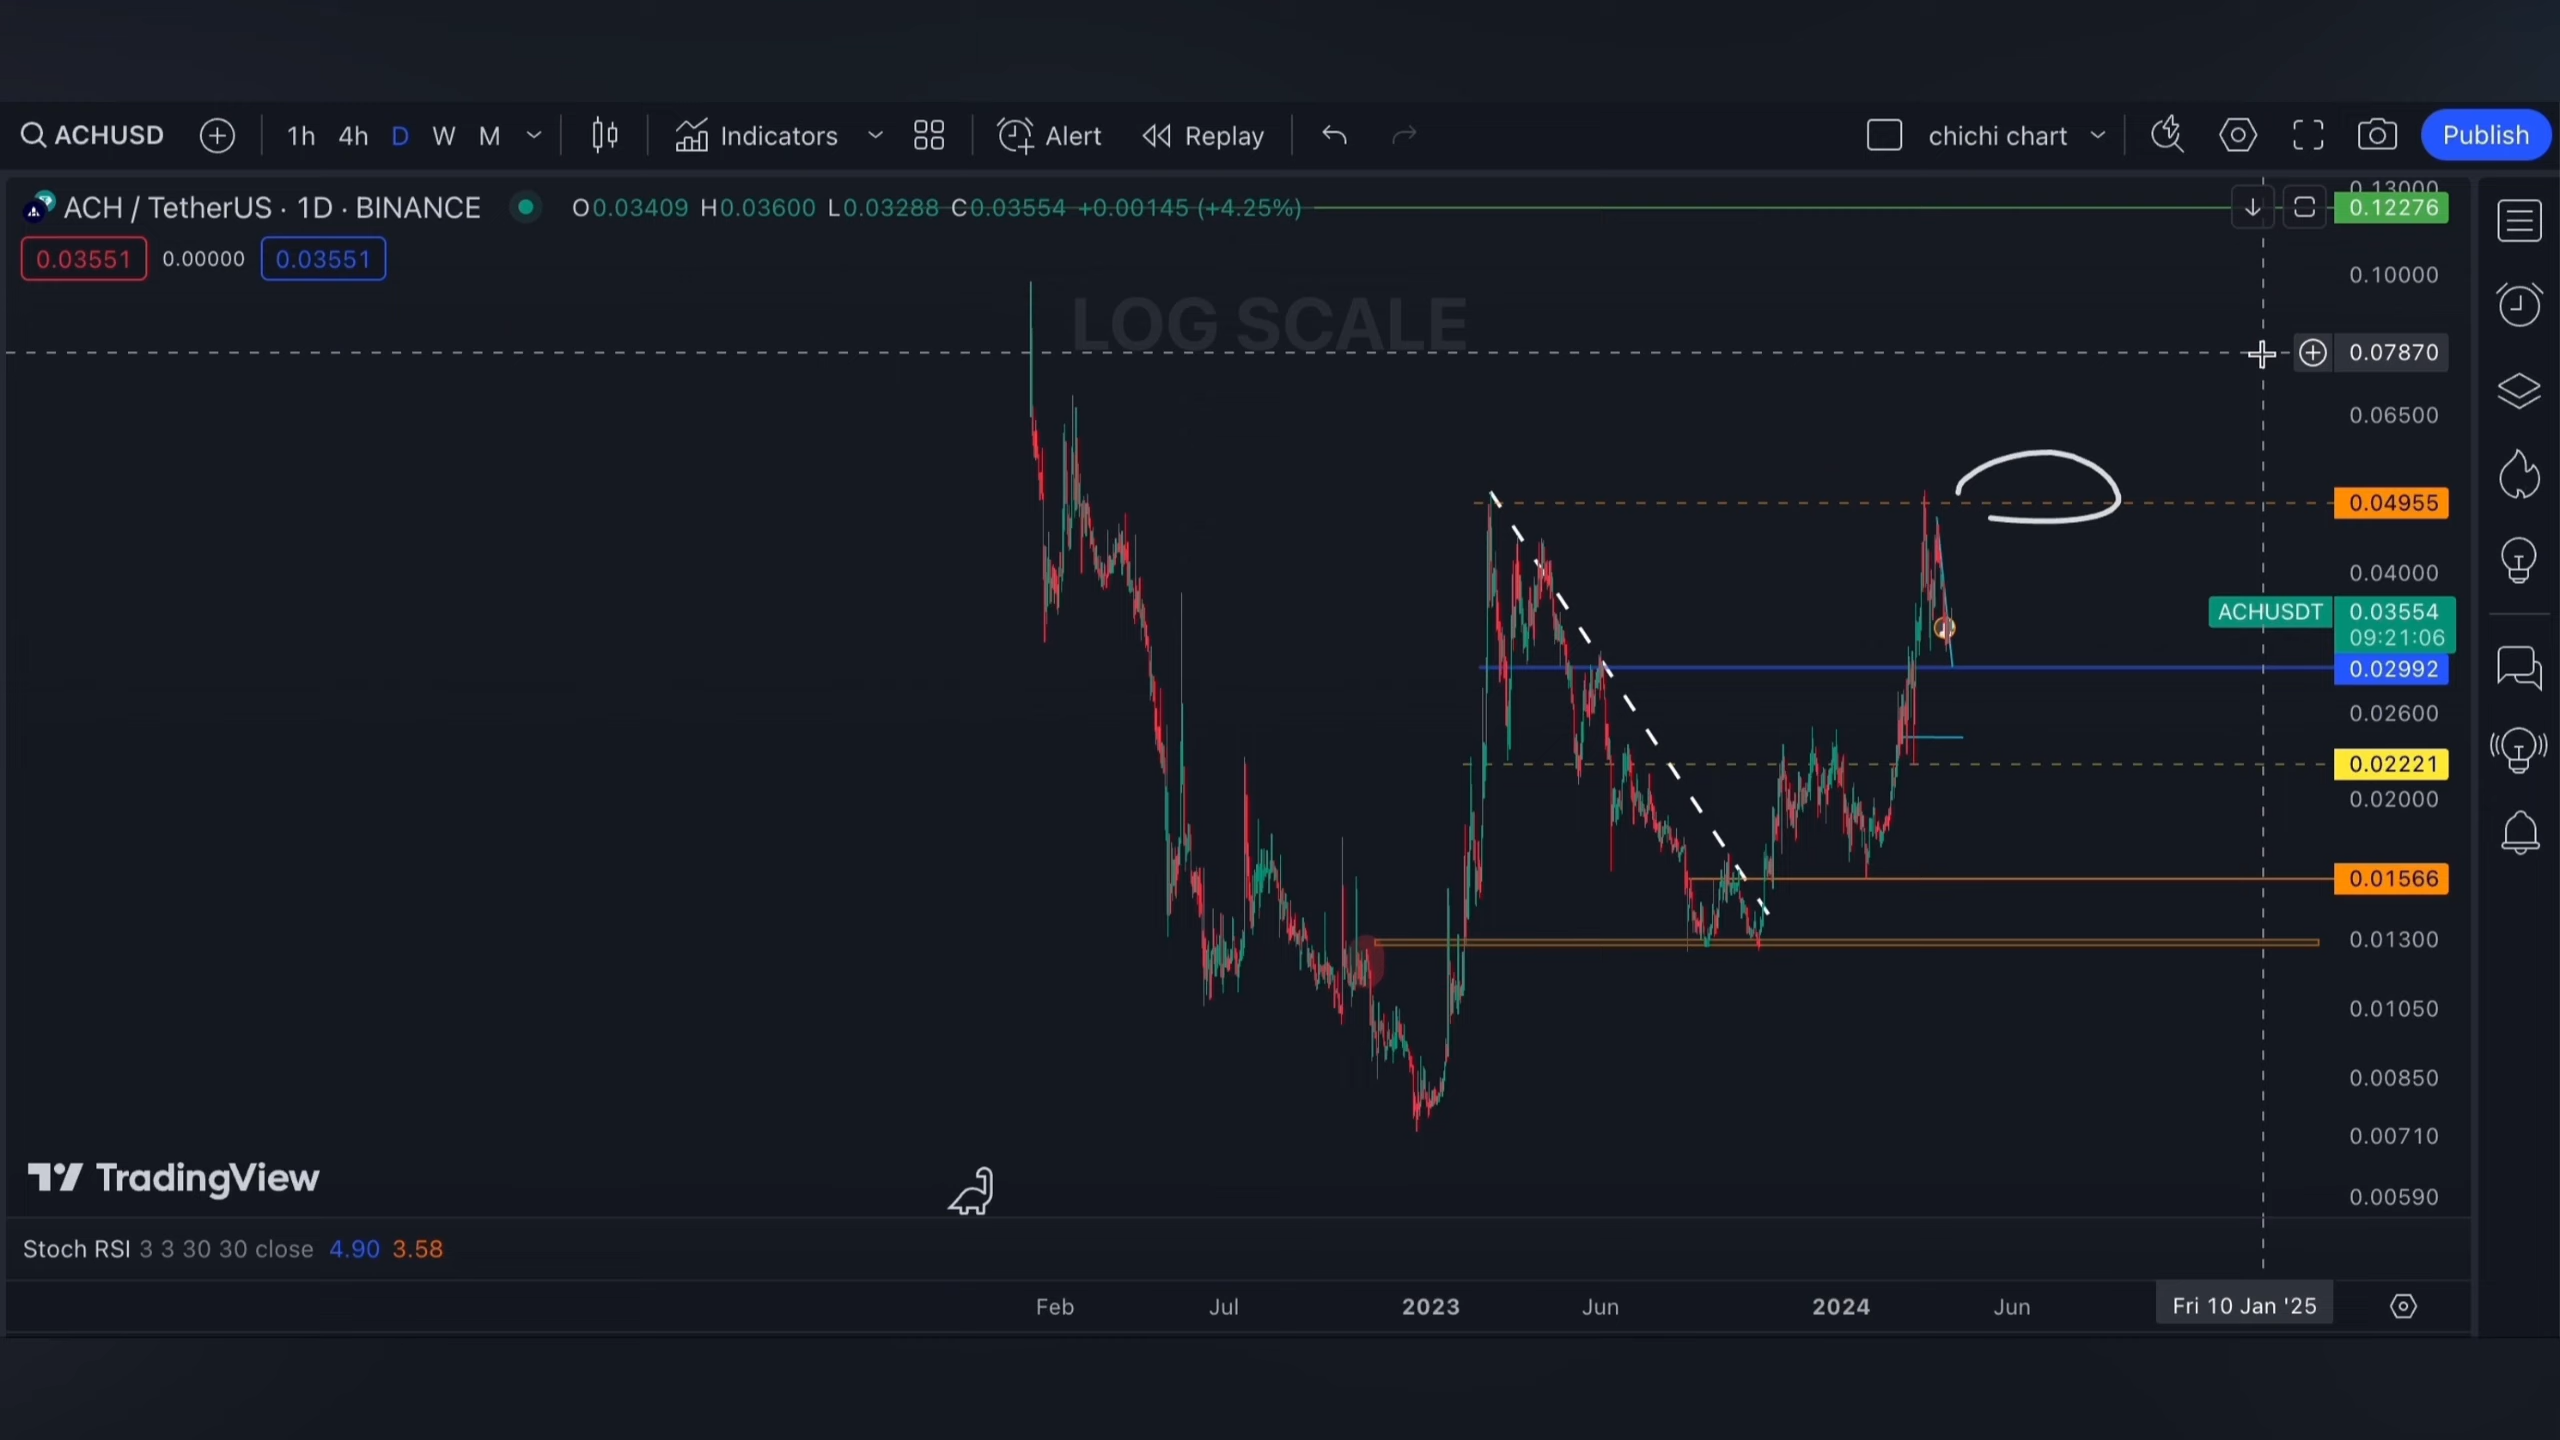 ACHUSD 1h 4h D W M Indicators Alert Replay chichi chart Publish
ACH / TetherUS · 1D · BINANCE O0.03409 H0.03600 L0.03288 C0.03554 +0.00145 (+4.25%)
0.03551 0.00000 0.03551
LOG SCALE
0.13000
0.12276
0.10000
0.07870
0.06500
0.04955
0.04000
ACHUSDT 0.03554
09:21:06
0.02992
0.02600
0.02221
0.02000
0.01566
0.01300
0.01050
0.00850
0.00710
0.00590
TradingView
Stoch RSI 3 3 30 30 close 4.90 3.58
Feb Jul 2023 Jun 2024 Jun Fri 10 Jan '25